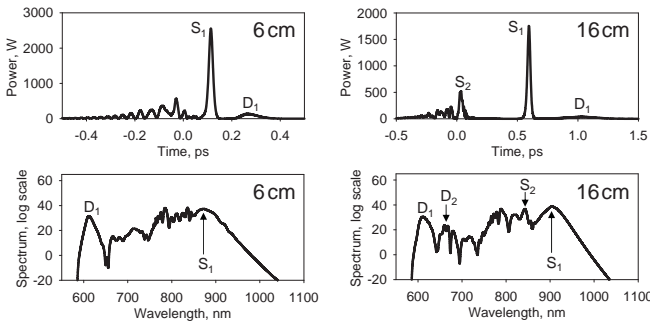 3000
2000
1000
0
Power, W
S1
D1
6 cm
-0.4 -0.2 0.0 0.2 0.4
Time, ps
2000
1500
1000
500
0
Power, W
S2
S1
D1
16 cm
-0.5 0.0 0.5 1.0 1.5
Time, ps
60
40
20
0
-20
Spectrum, log scale
D1
S1
6 cm
600 700 800 900 1000 1100
Wavelength, nm
60
40
20
0
-20
Spectrum, log scale
D1
D2
S2
S1
16 cm
600 700 800 900 1000 1100
Wavelength, nm